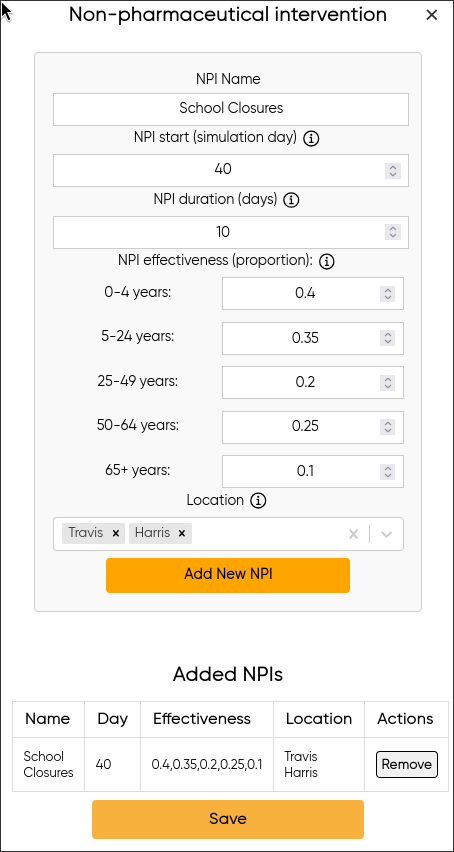 Non-pharmaceutical intervention ×
NPI Name
School Closures
NPI start (simulation day)
40
NPI duration (days)
10
NPI effectiveness (proportion):
0-4 years: 0.4
5-24 years: 0.35
25-49 years: 0.2
50-64 years: 0.25
65+ years: 0.1
Location
Travis × Harris ×
Add New NPI
Added NPIs
Name Day Effectiveness Location Actions
School Closures 40 0.4,0.35,0.2,0.25,0.1 Travis Harris Remove
Save